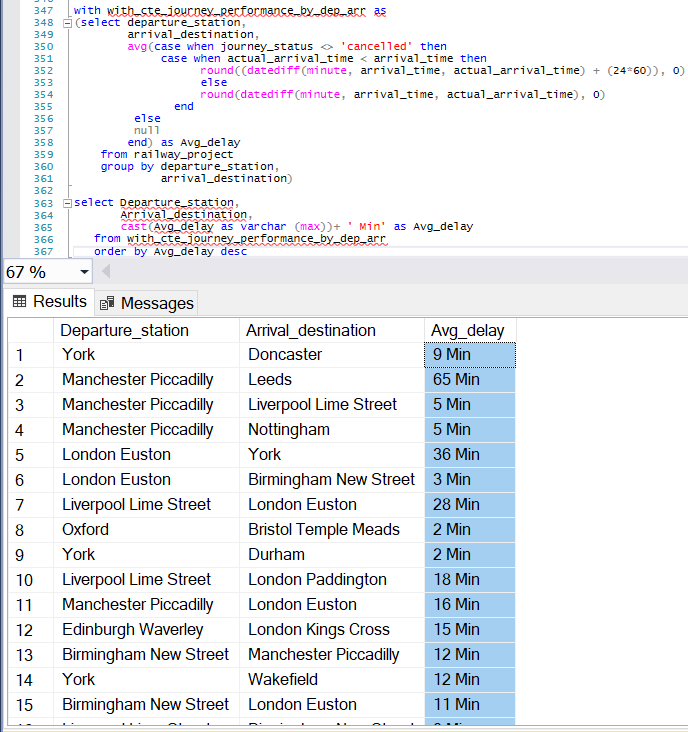 347 with with_cte_journey_performance_by_dep_arr as
348 (select departure_station,
349 arrival_destination,
350 avg(case when journey_status <> 'cancelled' then
351 case when actual_arrival_time < arrival_time then
352 round((datediff(minute, arrival_time, actual_arrival_time) + (24*60)), 0)
353 else
354 round(datediff(minute, arrival_time, actual_arrival_time), 0)
355 end
356 else
357 null
358 end) as Avg_delay
359 from railway_project
360 group by departure_station,
361 arrival_destination)
362
363 select Departure_station,
364 Arrival_destination,
365 cast(Avg_delay as varchar (max))+ ' Min' as Avg_delay
366 from with_cte_journey_performance_by_dep_arr
367 order by Avg_delay desc
67 %
Results Messages
Departure_station Arrival_destination Avg_delay
1 York Doncaster 9 Min
2 Manchester Piccadilly Leeds 65 Min
3 Manchester Piccadilly Liverpool Lime Street 5 Min
4 Manchester Piccadilly Nottingham 5 Min
5 London Euston York 36 Min
6 London Euston Birmingham New Street 3 Min
7 Liverpool Lime Street London Euston 28 Min
8 Oxford Bristol Temple Meads 2 Min
9 York Durham 2 Min
10 Liverpool Lime Street London Paddington 18 Min
11 Manchester Piccadilly London Euston 16 Min
12 Edinburgh Waverley London Kings Cross 15 Min
13 Birmingham New Street Manchester Piccadilly 12 Min
14 York Wakefield 12 Min
15 Birmingham New Street London Euston 11 Min